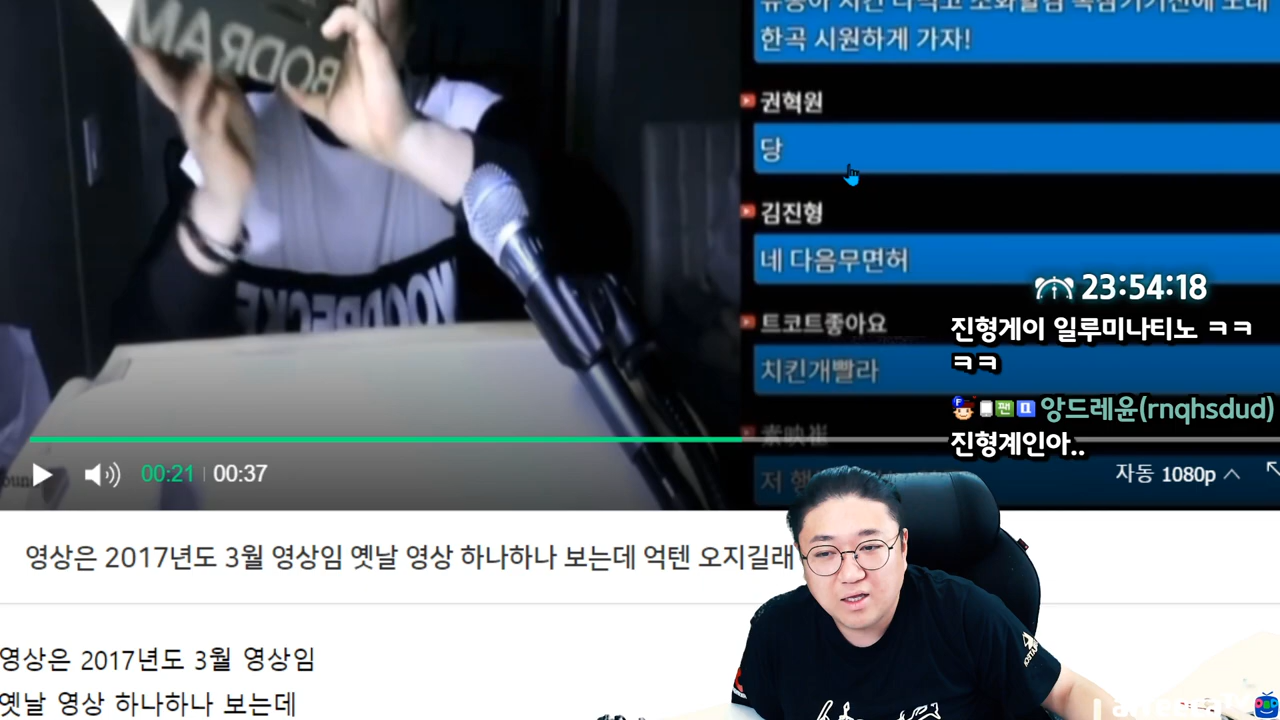 한곡 시원하게 가자!
권혁원
당
김진형
네 다음무면허
트코트좋아요
치킨개빨라
23:54:18
진형게이 일루미나티노 ㅋㅋ
ㅋㅋ
앙드레윤(rnqhsdud)
진형계인아..
00:21 00:37
자동 1080p
영상은 2017년도 3월 영상임 옛날 영상 하나하나 보는데 억텐 오지길래
영상은 2017년도 3월 영상임
옛날 영상 하나하나 보는데